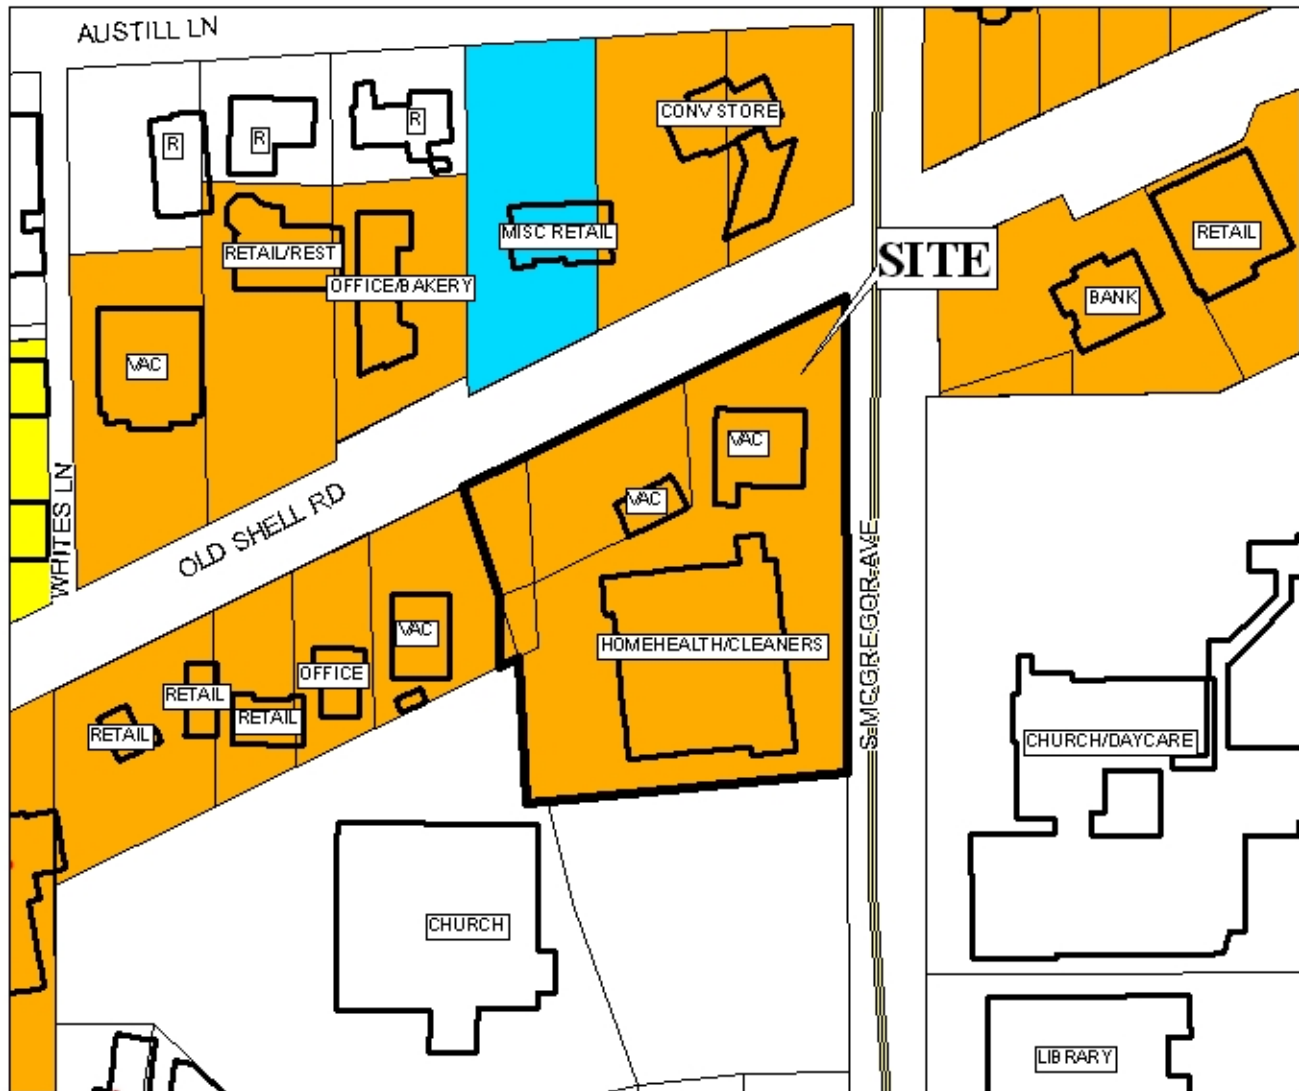 AUSTILL LN
CONV STORE
R
R
R
MISC RETAIL
RETAIL/REST
OFFICE/BAKERY
SITE
RETAIL
BANK
VAC
VAC
VAC
WHITES LN
OLD SHELL RD
S MCGREGOR AVE
HOMEHEALTH/CLEANERS
VAC
OFFICE
RETAIL
RETAIL
RETAIL
CHURCH/DAYCARE
CHURCH
LIBRARY